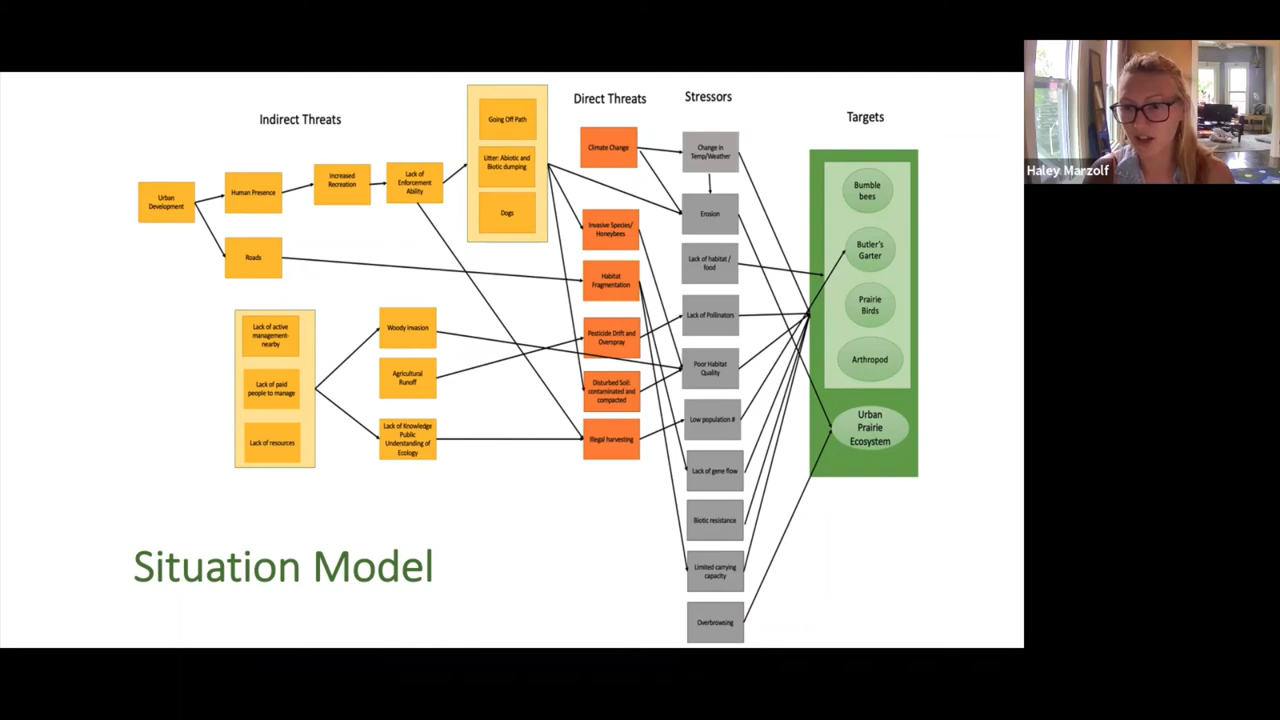 Indirect Threats
Direct Threats
Stressors
Targets
Haley Marzolf
Urban
Development
Human Presence
Roads
Increased
Recreation
Lack of
Enforcement
Ability
Going Off Path
Litter: Abiotic and
Biotic dumping
Dogs
Lack of active
management-
nearby
Lack of paid
people to manage
Lack of resources
Woody invasion
Agricultural
Runoff
Lack of Knowledge
Public
Understanding of
Ecology
Climate Change
Invasive Species/
Honeybees
Habitat
Fragmentation
Pesticide Drift and
Overspray
Disturbed Soil:
contaminated and
compacted
Illegal harvesting
Change in
Temp/Weather
Erosion
Lack of habitat /
food
Lack of Pollinators
Poor Habitat
Quality
Low population #
Lack of gene flow
Biotic resistance
Limited carrying
capacity
Overbrowsing
Bumble
bees
Butler's
Garter
Prairie
Birds
Arthropod
Urban
Prairie
Ecosystem
Situation Model